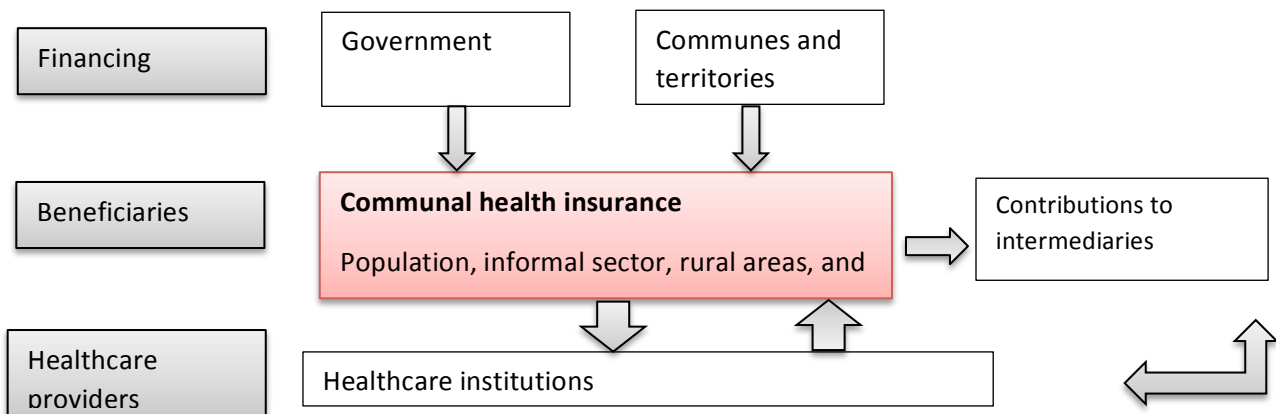 Financing
Government
Communes and
territories
Beneficiaries
Communal health insurance
Population, informal sector, rural areas, and
Contributions to
intermediaries
Healthcare
providers
Healthcare institutions